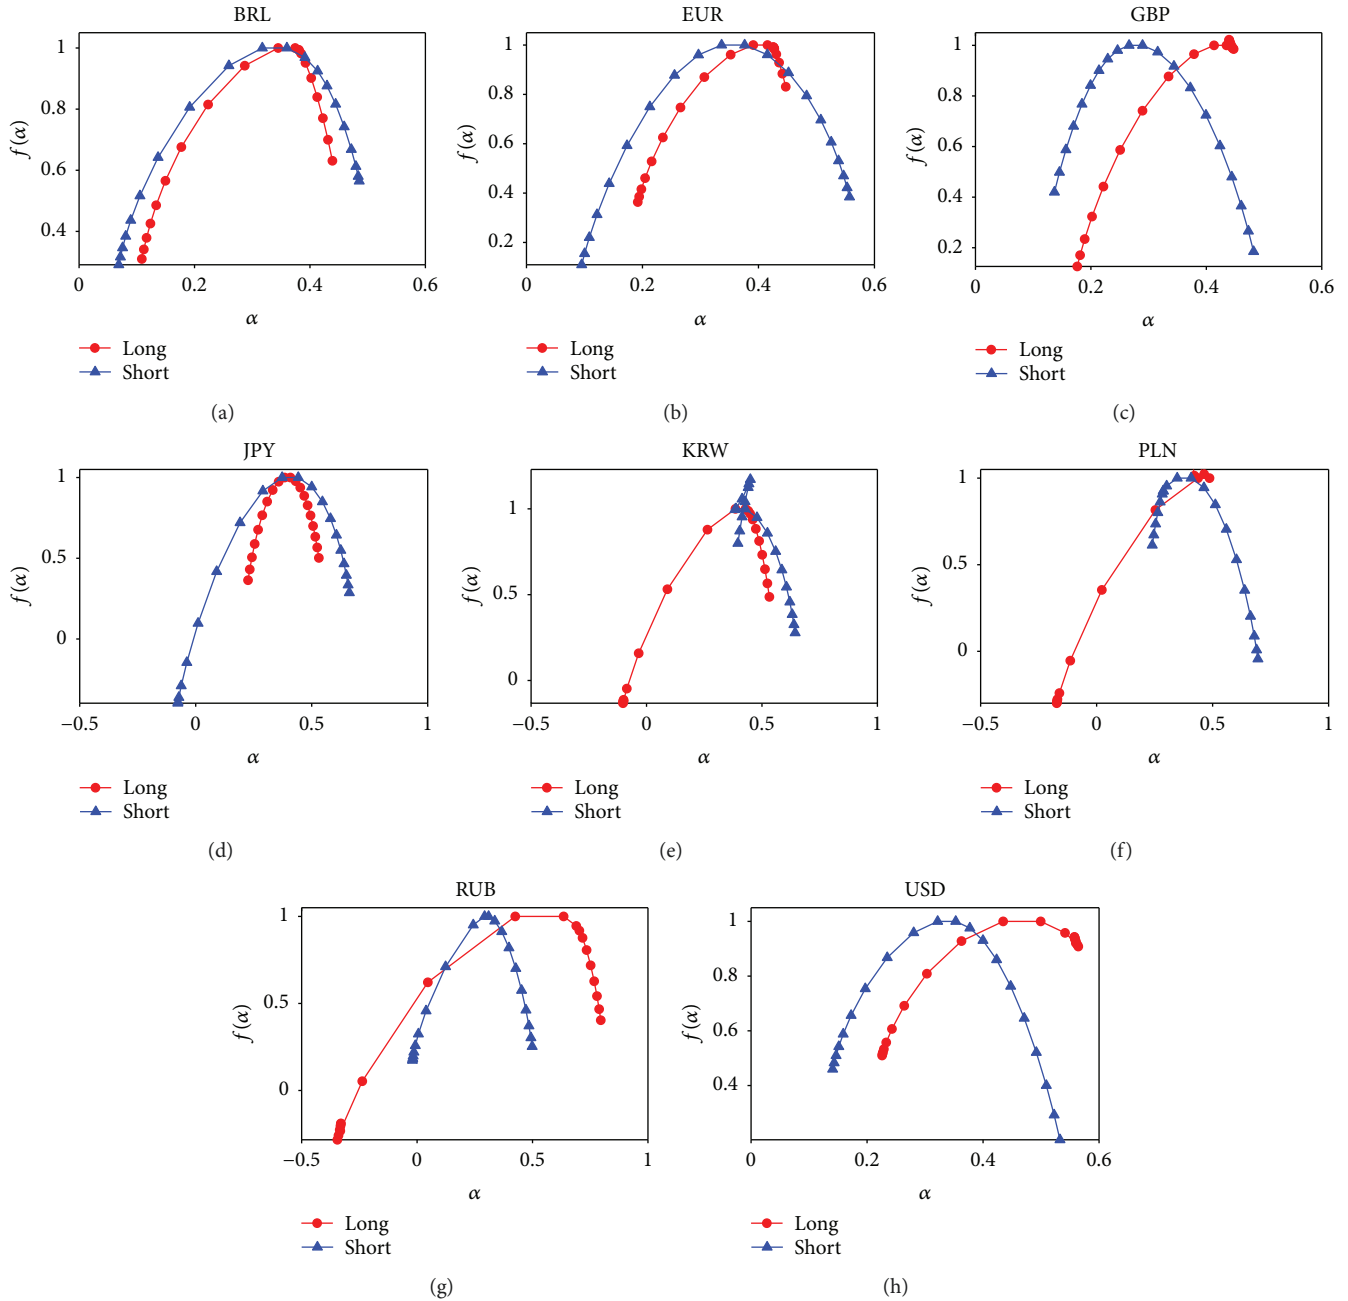 BRL
1
0.8
0.6
0.4
f(α)
0 0.2 0.4 0.6
α
Long
Short
(a)
EUR
1
0.8
0.6
0.4
0.2
f(α)
0 0.2 0.4 0.6
α
Long
Short
(b)
GBP
1
0.8
0.6
0.4
0.2
f(α)
0 0.2 0.4 0.6
α
Long
Short
(c)
JPY
1
0.5
0
f(α)
−0.5 0 0.5 1
α
Long
Short
(d)
KRW
1
0.5
0
f(α)
−0.5 0 0.5 1
α
Long
Short
(e)
PLN
1
0.5
0
f(α)
−0.5 0 0.5 1
α
Long
Short
(f)
RUB
1
0.5
0
f(α)
−0.5 0 0.5 1
α
Long
Short
(g)
USD
1
0.8
0.6
0.4
f(α)
0 0.2 0.4 0.6
α
Long
Short
(h)